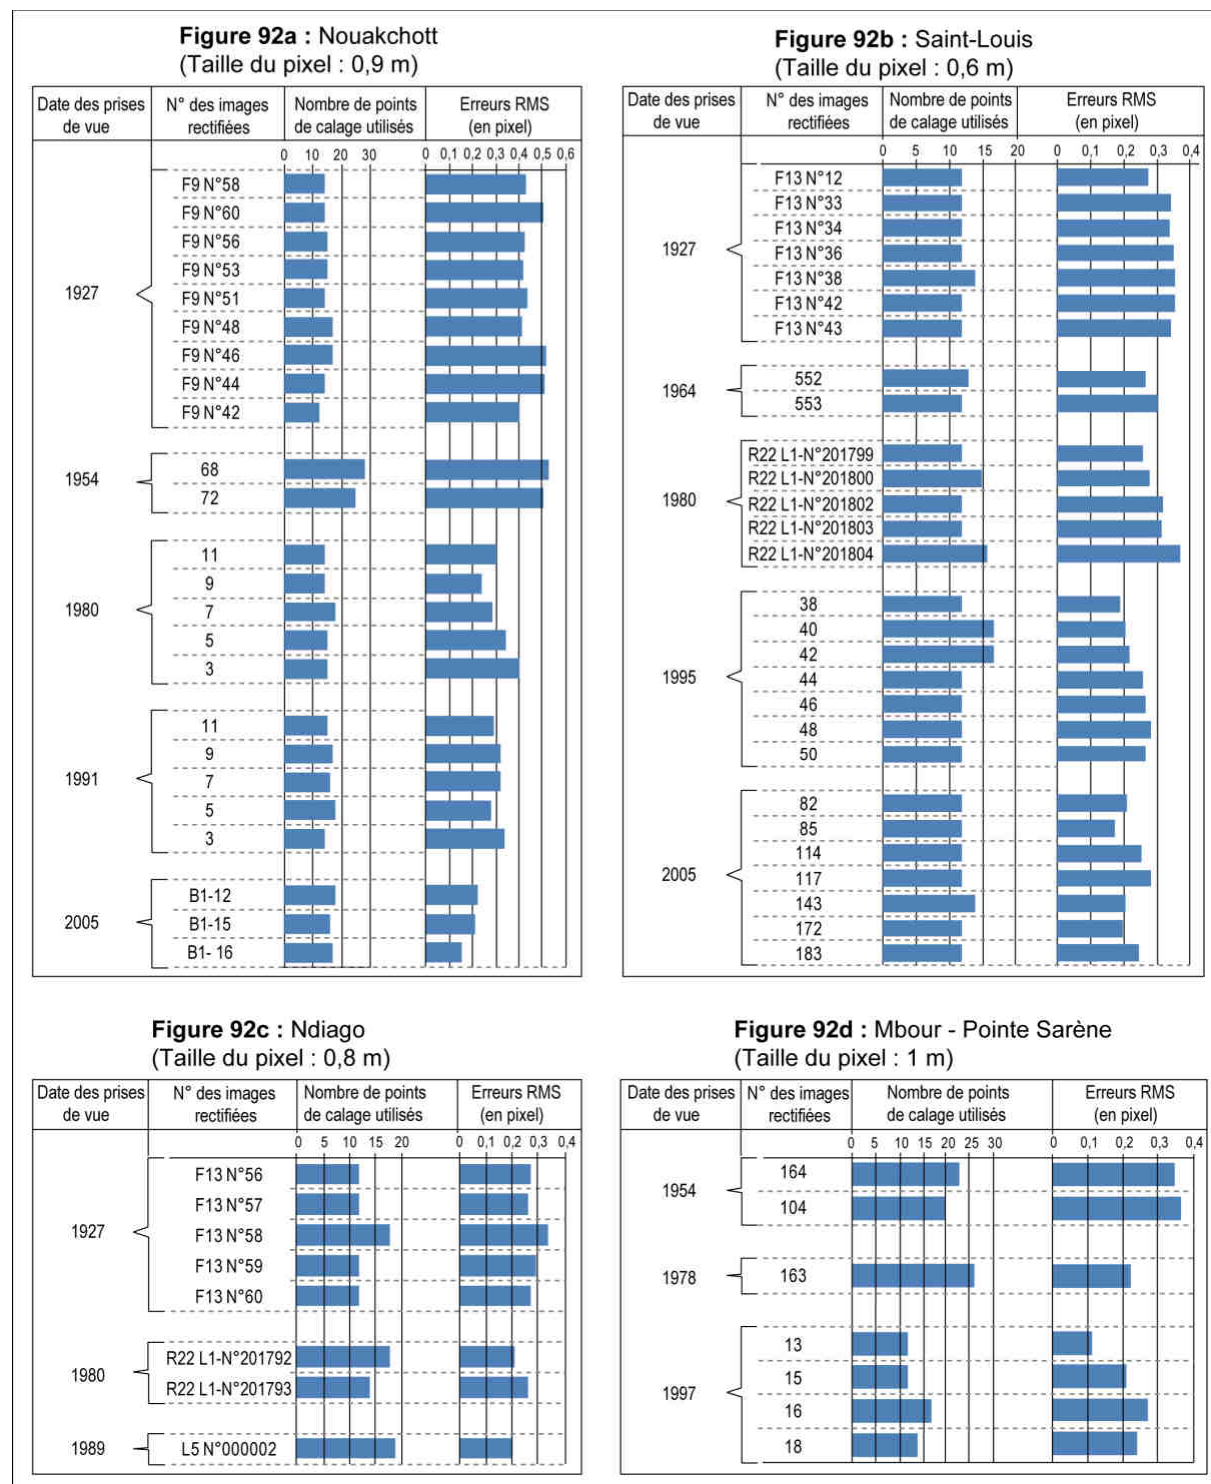 Figure 92a : Nouakchott
(Taille du pixel : 0,9 m)
Date des prises de vue
N° des images rectifiées
Nombre de points de calage utilisés
Erreurs RMS (en pixel)
0 10 20 30
0 0,1 0,2 0,3 0,4 0,5 0,6
1927
F9 N°58
F9 N°60
F9 N°56
F9 N°53
F9 N°51
F9 N°48
F9 N°46
F9 N°44
F9 N°42
1954
68
72
1980
11
9
7
5
3
1991
11
9
7
5
3
2005
B1-12
B1-15
B1- 16
Figure 92b : Saint-Louis
(Taille du pixel : 0,6 m)
Date des prises de vue
N° des images rectifiées
Nombre de points de calage utilisés
Erreurs RMS (en pixel)
0 5 10 15 20
0 0,1 0,2 0,3 0,4
1927
F13 N°12
F13 N°33
F13 N°34
F13 N°36
F13 N°38
F13 N°42
F13 N°43
1964
552
553
1980
R22 L1-N°201799
R22 L1-N°201800
R22 L1-N°201802
R22 L1-N°201803
R22 L1-N°201804
1995
38
40
42
44
46
48
50
2005
82
85
114
117
143
172
183
Figure 92c : Ndiago
(Taille du pixel : 0,8 m)
Date des prises de vue
N° des images rectifiées
Nombre de points de calage utilisés
Erreurs RMS (en pixel)
0 5 10 15 20
0 0,1 0,2 0,3 0,4
1927
F13 N°56
F13 N°57
F13 N°58
F13 N°59
F13 N°60
1980
R22 L1-N°201792
R22 L1-N°201793
1989
L5 N°000002
Figure 92d : Mbour - Pointe Sarène
(Taille du pixel : 1 m)
Date des prises de vue
N° des images rectifiées
Nombre de points de calage utilisés
Erreurs RMS (en pixel)
0 5 10 15 20 25 30
0 0,1 0,2 0,3 0,4
1954
164
104
1978
163
1997
13
15
16
18